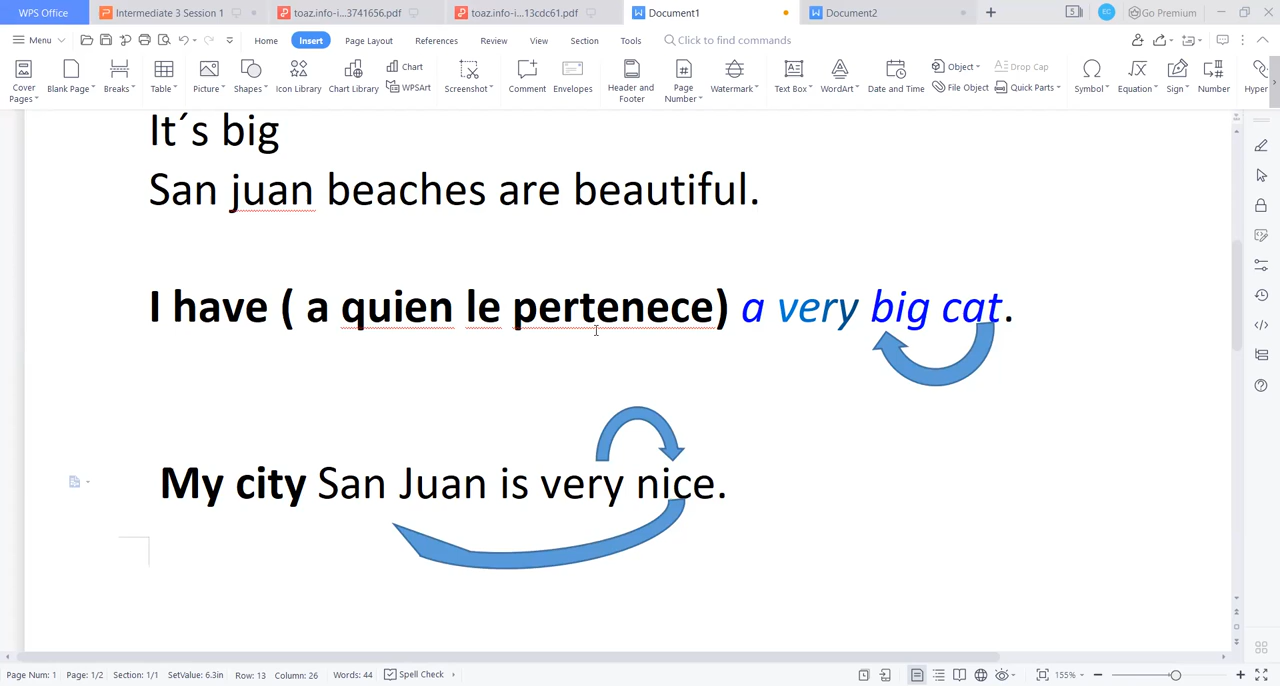 WPS Office Intermediate 3 Session 1 toaz.info-i...3741656.pdf toaz.info-i...13cdc61.pdf Document1 Document2 + 5 EC Go Premium
Menu Home Insert Page Layout References Review View Section Tools Click to find commands
Cover Pages Blank Page Breaks Table Picture Shapes Icon Library Chart Library Chart WPSArt Screenshot Comment Envelopes Header and Footer Page Number Watermark Text Box WordArt Date and Time Object File Object Drop Cap Quick Parts Symbol Equation Sign Number Hyper
It´s big
San juan beaches are beautiful.
I have ( a quien le pertenece) a very big cat.
My city San Juan is very nice.
Page Num: 1 Page: 1/2 Section: 1/1 SetValue: 6.3in Row: 13 Column: 26 Words: 44 Spell Check 155%